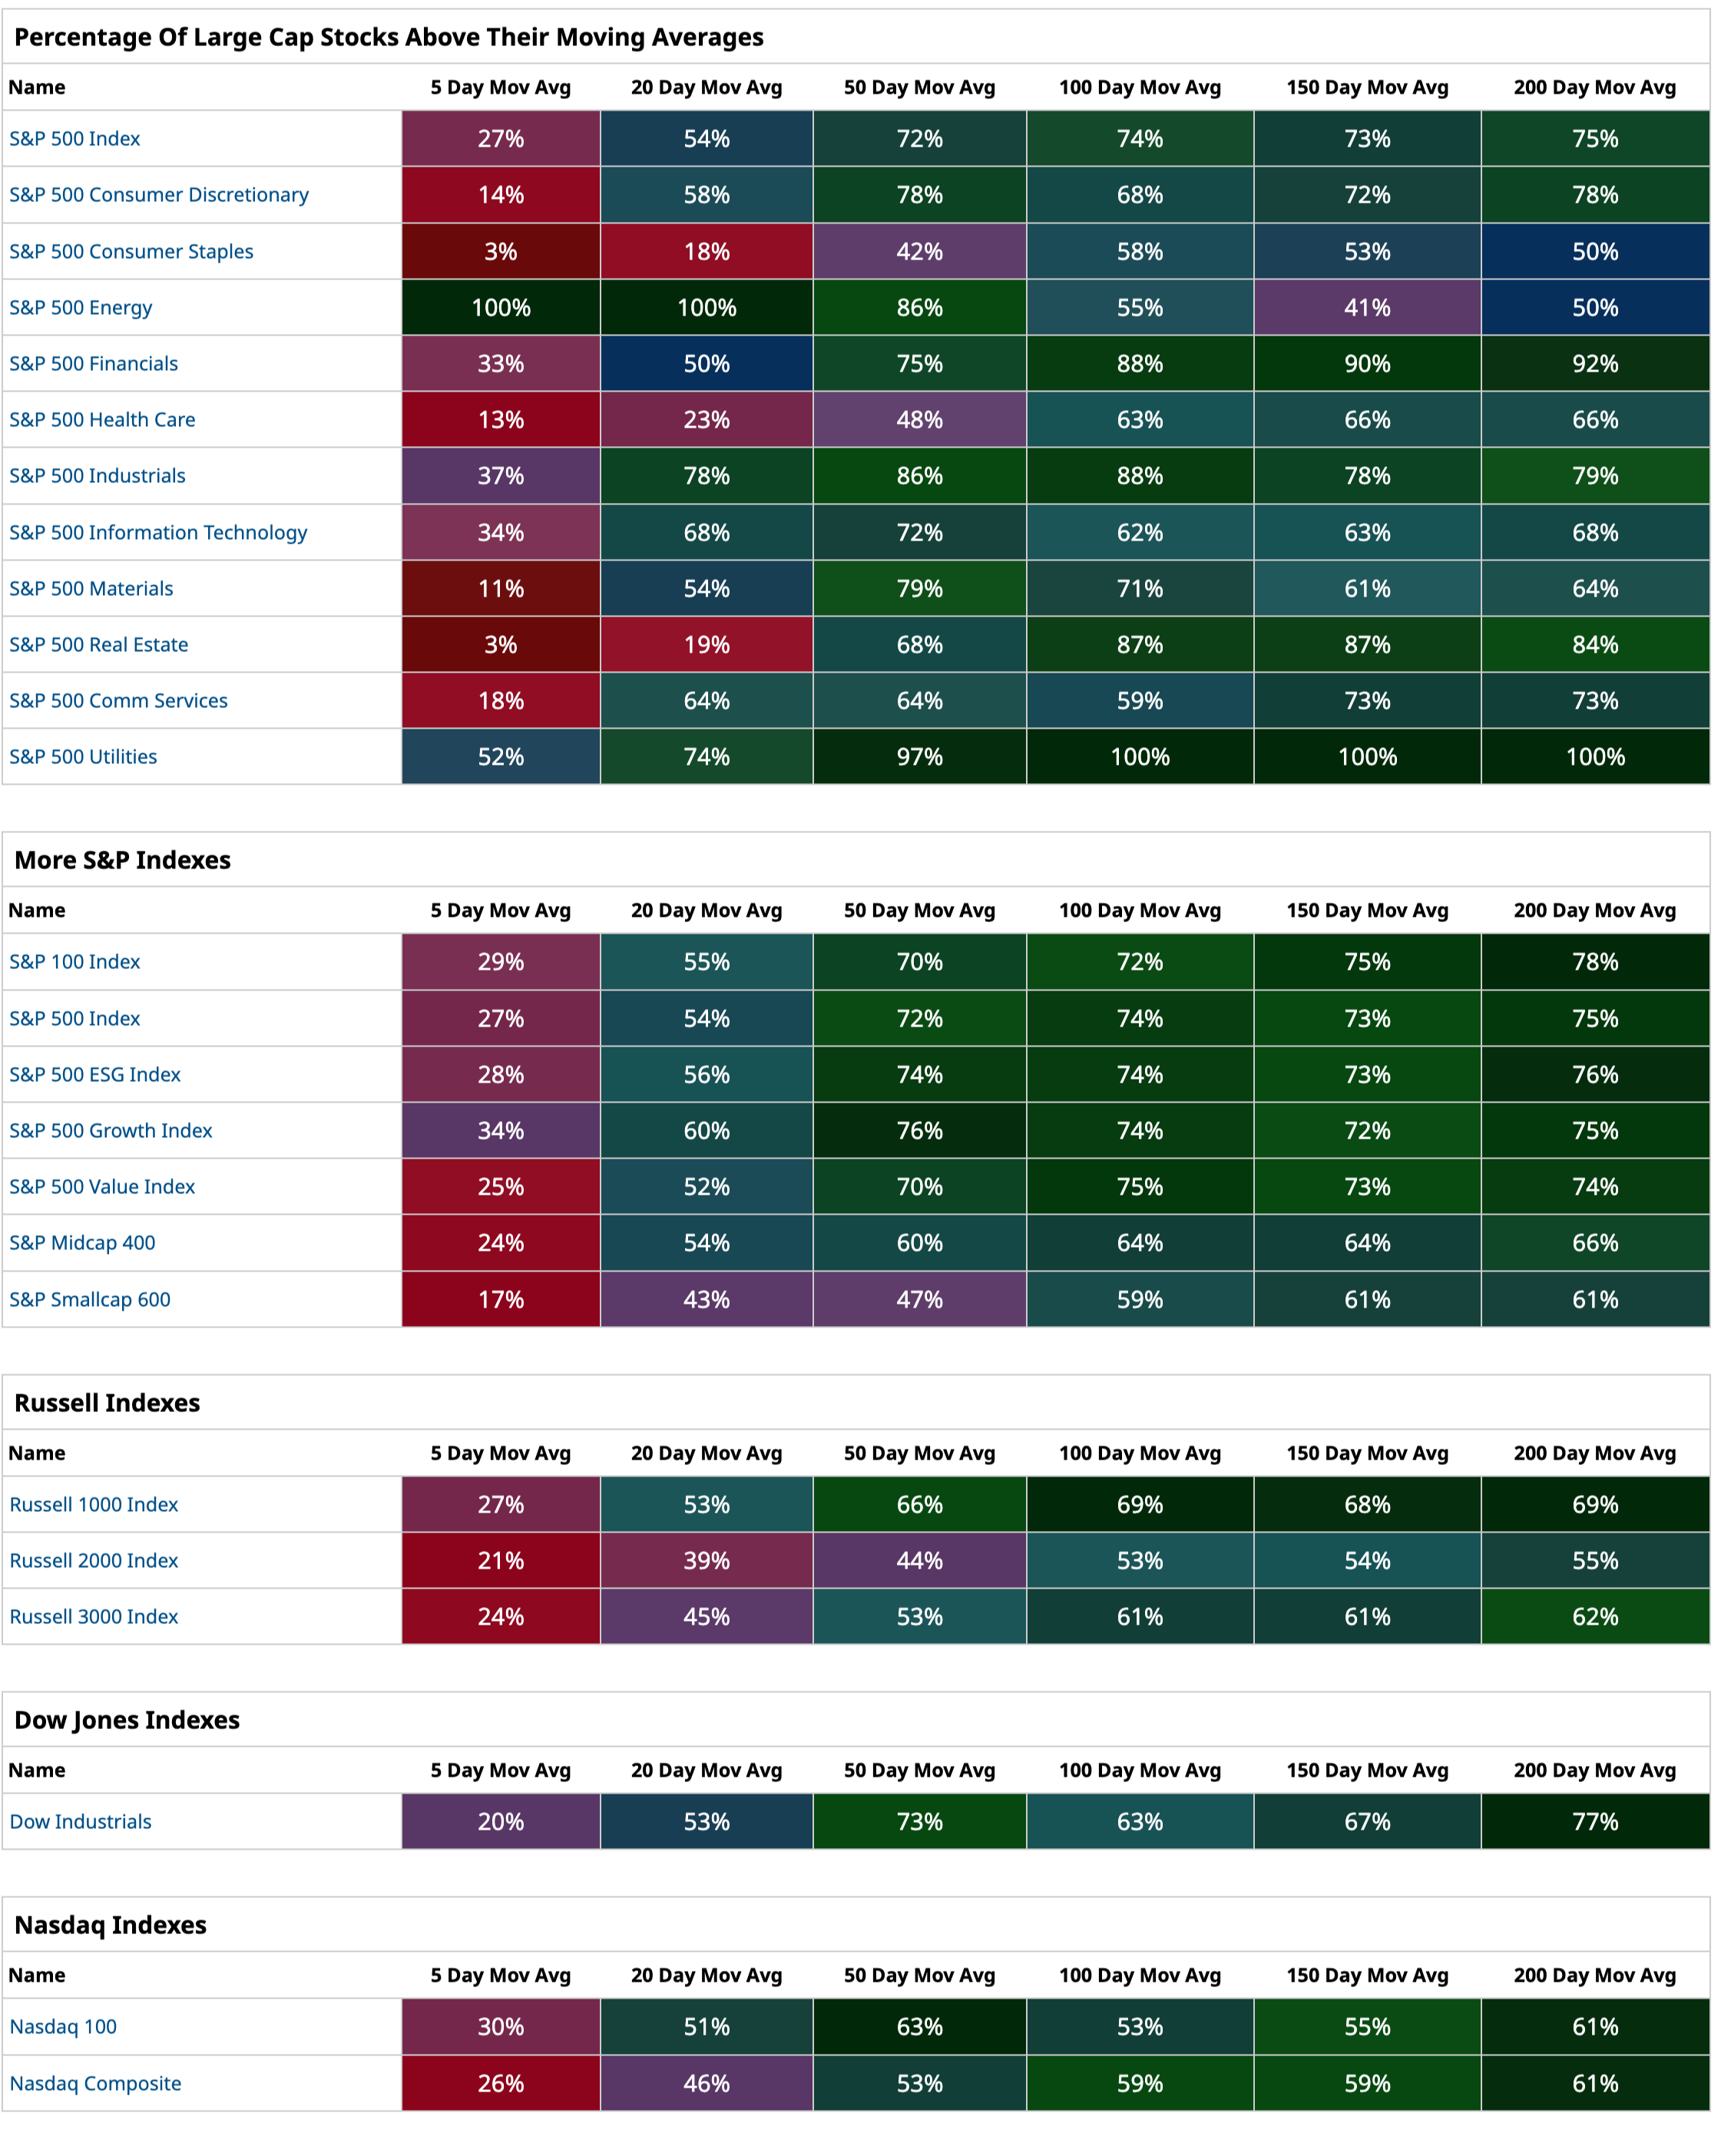 Percentage Of Large Cap Stocks Above Their Moving Averages
Name 5 Day Mov Avg 20 Day Mov Avg 50 Day Mov Avg 100 Day Mov Avg 150 Day Mov Avg 200 Day Mov Avg
S&P 500 Index 27% 54% 72% 74% 73% 75%
S&P 500 Consumer Discretionary 14% 58% 78% 68% 72% 78%
S&P 500 Consumer Staples 3% 18% 42% 58% 53% 50%
S&P 500 Energy 100% 100% 86% 55% 41% 50%
S&P 500 Financials 33% 50% 75% 88% 90% 92%
S&P 500 Health Care 13% 23% 48% 63% 66% 66%
S&P 500 Industrials 37% 78% 86% 88% 78% 79%
S&P 500 Information Technology 34% 68% 72% 62% 63% 68%
S&P 500 Materials 11% 54% 79% 71% 61% 64%
S&P 500 Real Estate 3% 19% 68% 87% 87% 84%
S&P 500 Comm Services 18% 64% 64% 59% 73% 73%
S&P 500 Utilities 52% 74% 97% 100% 100% 100%
More S&P Indexes
Name 5 Day Mov Avg 20 Day Mov Avg 50 Day Mov Avg 100 Day Mov Avg 150 Day Mov Avg 200 Day Mov Avg
S&P 100 Index 29% 55% 70% 72% 75% 78%
S&P 500 Index 27% 54% 72% 74% 73% 75%
S&P 500 ESG Index 28% 56% 74% 74% 73% 76%
S&P 500 Growth Index 34% 60% 76% 74% 72% 75%
S&P 500 Value Index 25% 52% 70% 75% 73% 74%
S&P Midcap 400 24% 54% 60% 64% 64% 66%
S&P Smallcap 600 17% 43% 47% 59% 61% 61%
Russell Indexes
Name 5 Day Mov Avg 20 Day Mov Avg 50 Day Mov Avg 100 Day Mov Avg 150 Day Mov Avg 200 Day Mov Avg
Russell 1000 Index 27% 53% 66% 69% 68% 69%
Russell 2000 Index 21% 39% 44% 53% 54% 55%
Russell 3000 Index 24% 45% 53% 61% 61% 62%
Dow Jones Indexes
Name 5 Day Mov Avg 20 Day Mov Avg 50 Day Mov Avg 100 Day Mov Avg 150 Day Mov Avg 200 Day Mov Avg
Dow Industrials 20% 53% 73% 63% 67% 77%
Nasdaq Indexes
Name 5 Day Mov Avg 20 Day Mov Avg 50 Day Mov Avg 100 Day Mov Avg 150 Day Mov Avg 200 Day Mov Avg
Nasdaq 100 30% 51% 63% 53% 55% 61%
Nasdaq Composite 26% 46% 53% 59% 59% 61%